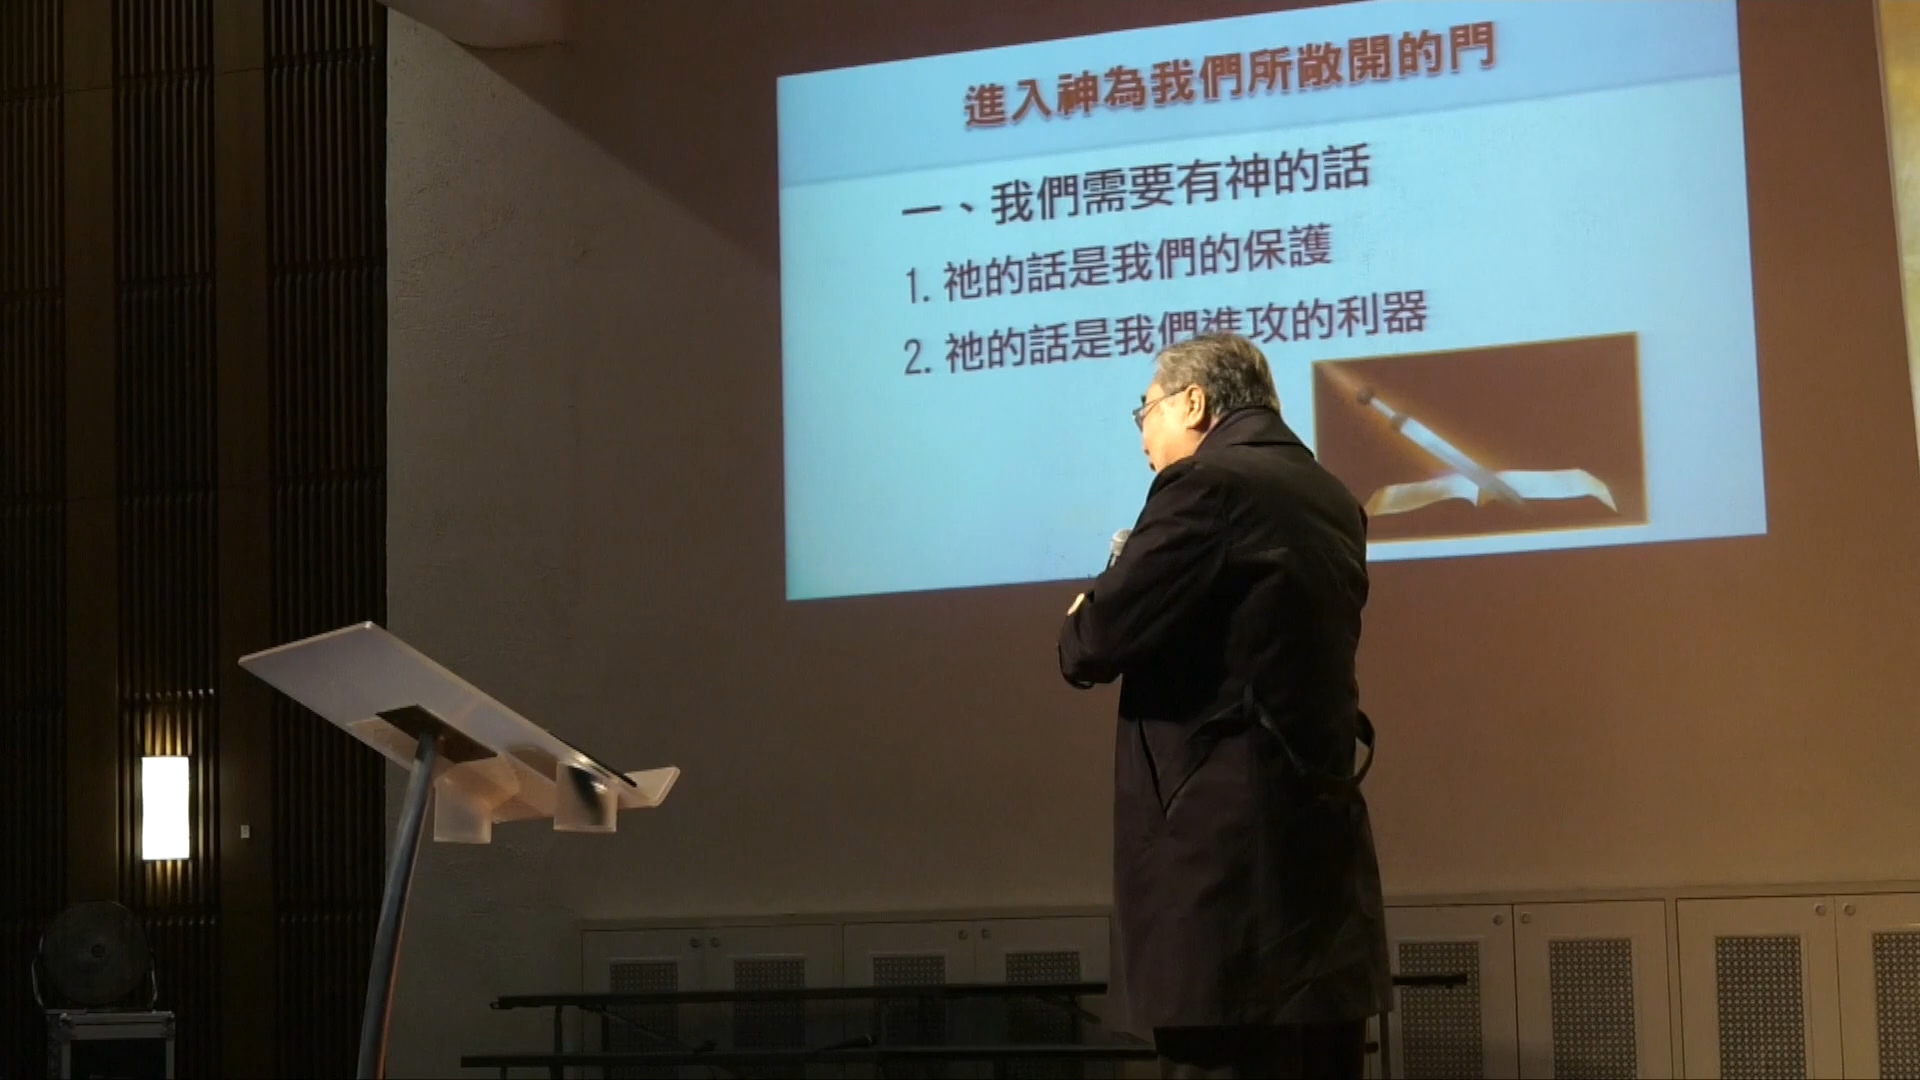 進入神為我們所敞開的門
一、我們需要有神的話
1. 祂的話是我們的保護
2. 祂的話是我們進攻的利器